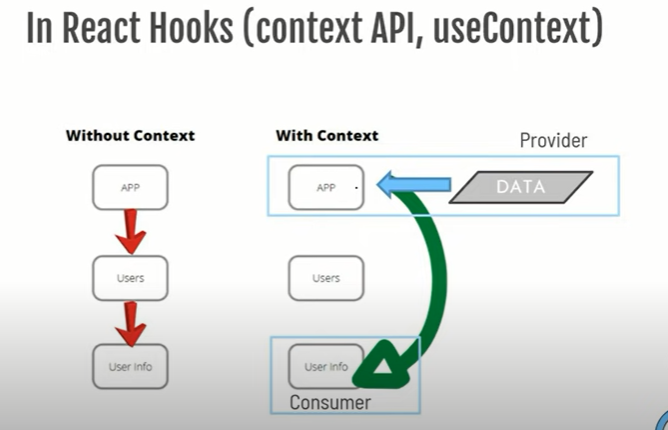 In React Hooks (context API, useContext)
Without Context
With Context
Provider
APP
APP
DATA
Users
Users
User Info
User Info
Consumer